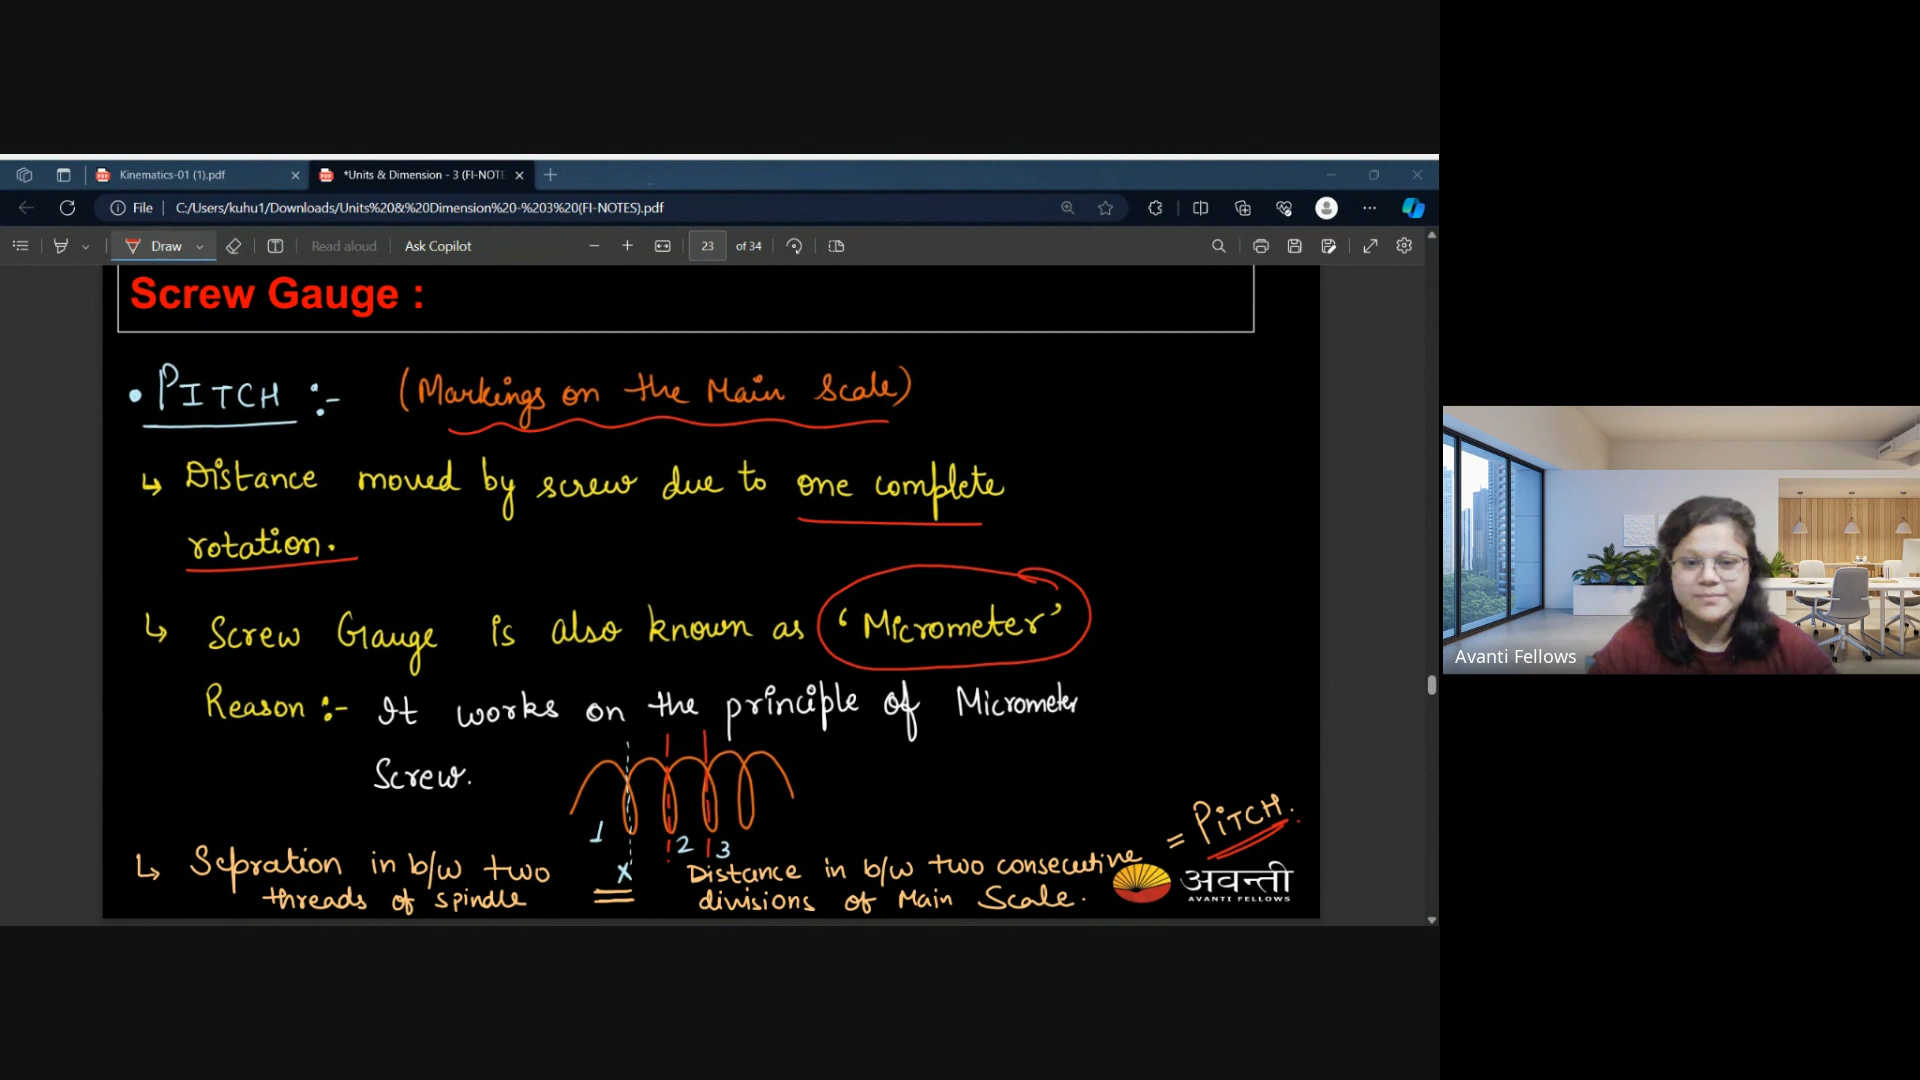 Kinematics-01 (1).pdf
*Units & Dimension - 3 (FI-NOTE
File
C:/Users/kuhu1/Downloads/Units%20&%20Dimension%20-%203%20(FI-NOTES).pdf
Draw
Read aloud
Ask Copilot
23
of 34
Screw Gauge :
• PITCH :- (Markings on the Main Scale)
↳ Distance moved by screw due to one complete
rotation.
↳ Screw Gauge is also known as 'Micrometer'
Reason :- It works on the principle of Micrometer
Screw.
1 2 3
x
= PITCH.
↳ Sepration in b/w two
threads of spindle
Distance in b/w two consecutive
divisions of Main Scale.
अवन्ती
AVANTI FELLOWS
Avanti Fellows